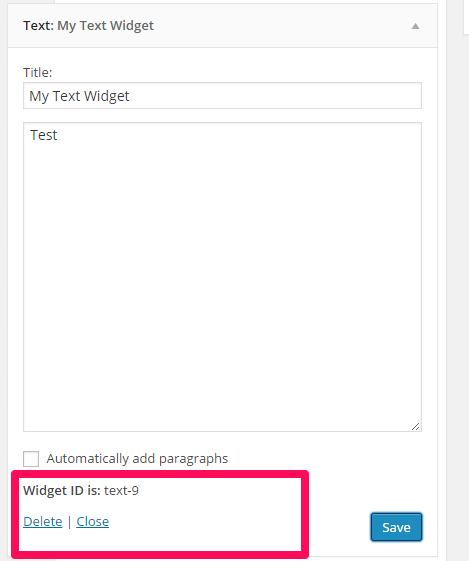 Text: My Text Widget
Title:
My Text Widget
Test
Automatically add paragraphs
Widget ID is: text-9
Delete | Close
Save